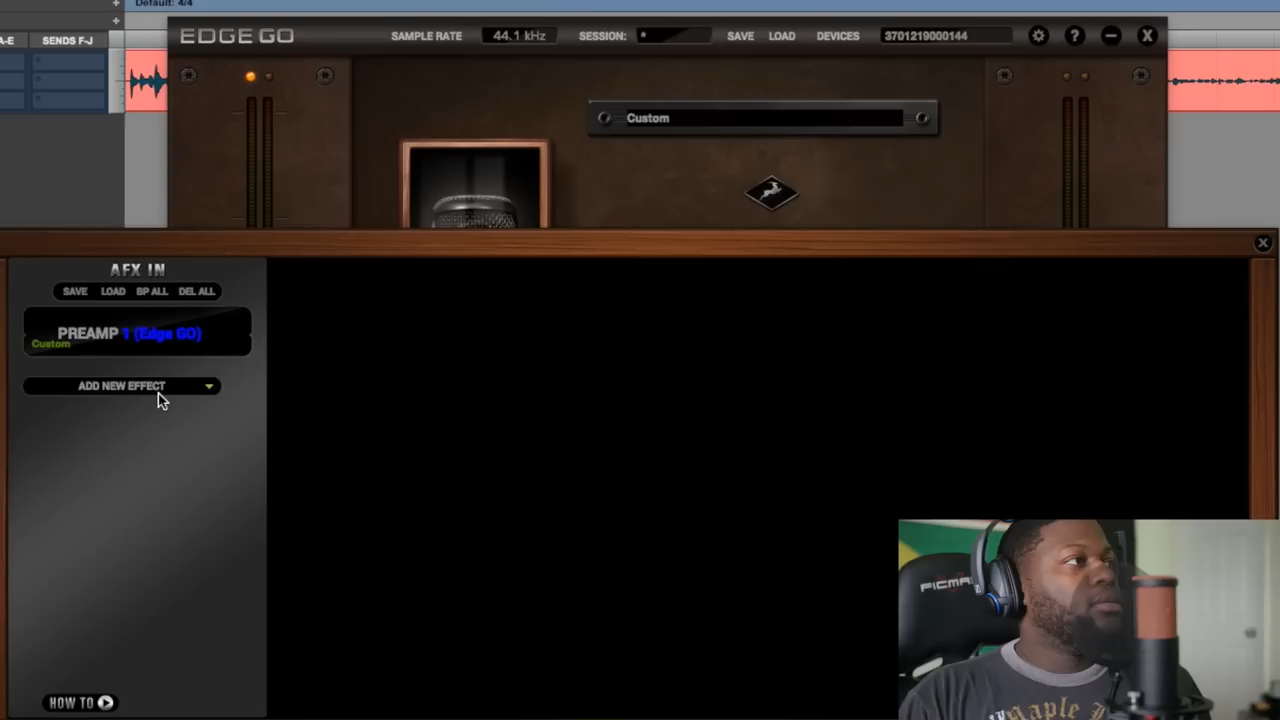 Default: 4/4
A-E
SENDS F-J
EDGE GO
SAMPLE RATE
44.1 kHz
SESSION:
*
SAVE
LOAD
DEVICES
3701219000144
?
X
Custom
AFX IN
SAVE
LOAD
BP ALL
DEL ALL
PREAMP 1 (Edge GO)
Custom
ADD NEW EFFECT
HOW TO
Maple